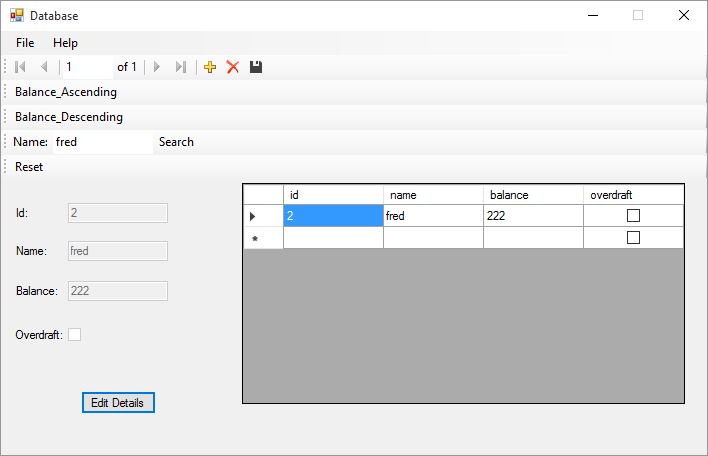 Database
File Help
1 of 1
Balance_Ascending
Balance_Descending
Name: fred Search
Reset
id name balance overdraft
2 fred 222
Id: 2
Name: fred
Balance: 222
Overdraft:
Edit Details